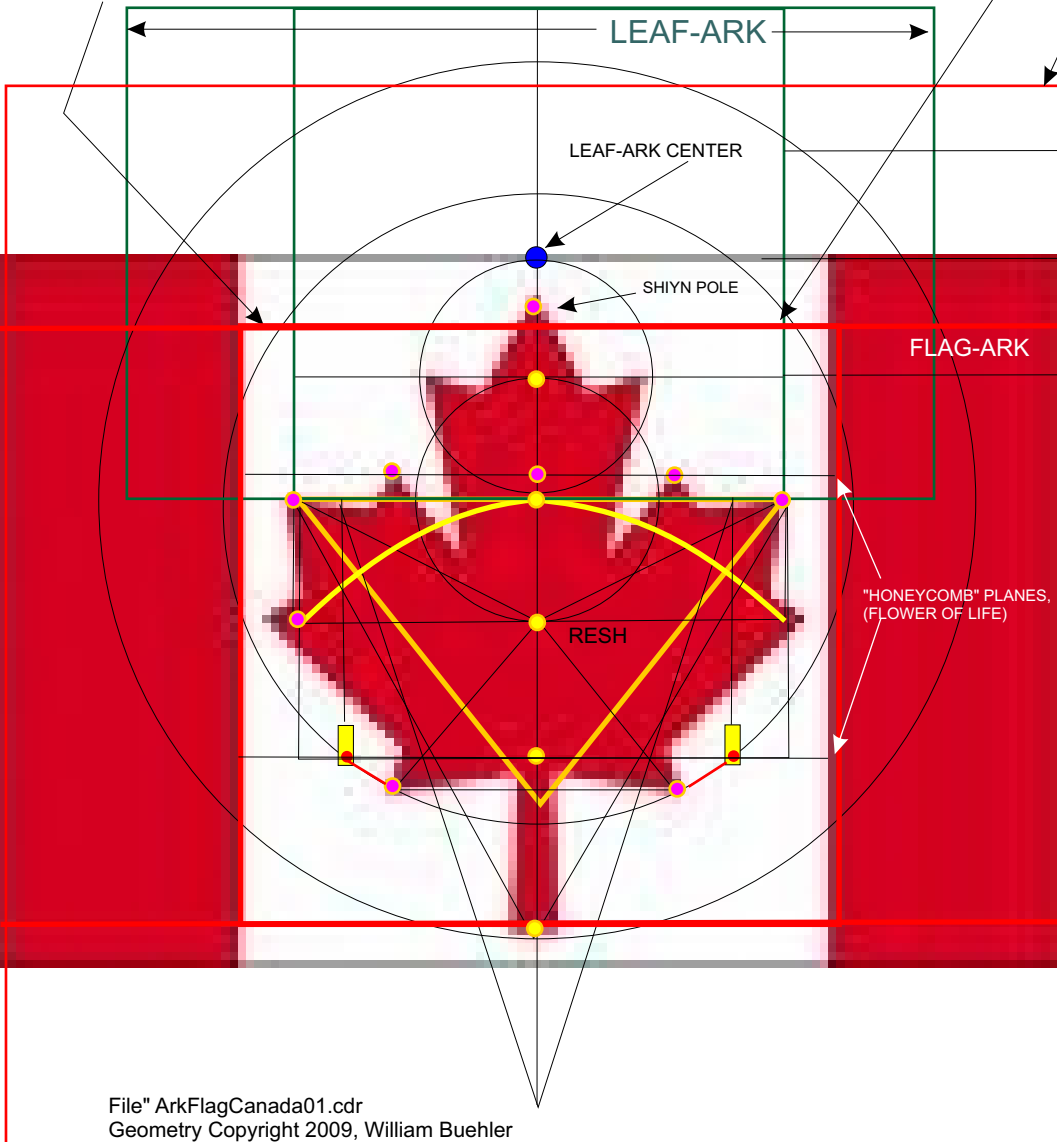 LEAF-ARK
LEAF-ARK CENTER
SHIYN POLE
FLAG-ARK
"HONEYCOMB" PLANES,
(FLOWER OF LIFE)
RESH
File" ArkFlagCanada01.cdr
Geometry Copyright 2009, William Buehler